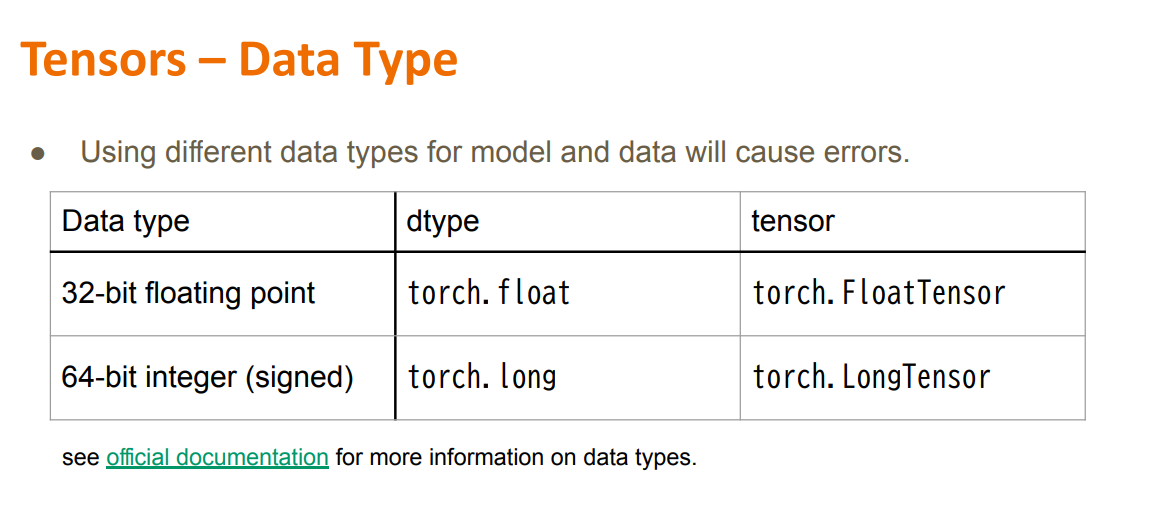 Tensors – Data Type
● Using different data types for model and data will cause errors.
Data type dtype tensor
32-bit floating point torch.float torch.FloatTensor
64-bit integer (signed) torch.long torch.LongTensor
see official documentation for more information on data types.